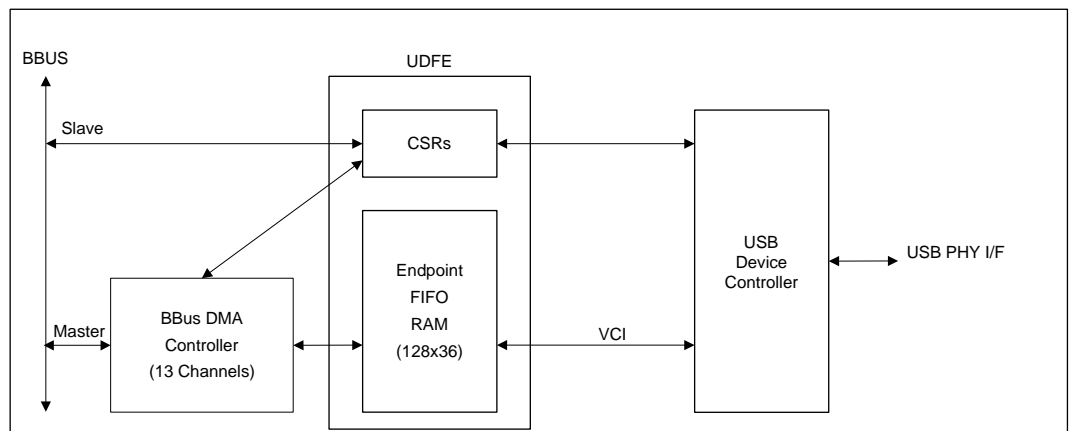 BBUS
UDFE
Slave
CSRs
USB
Device
Controller
USB PHY I/F
Endpoint
FIFO
RAM
(128x36)
Master
BBus DMA
Controller
(13 Channels)
VCI